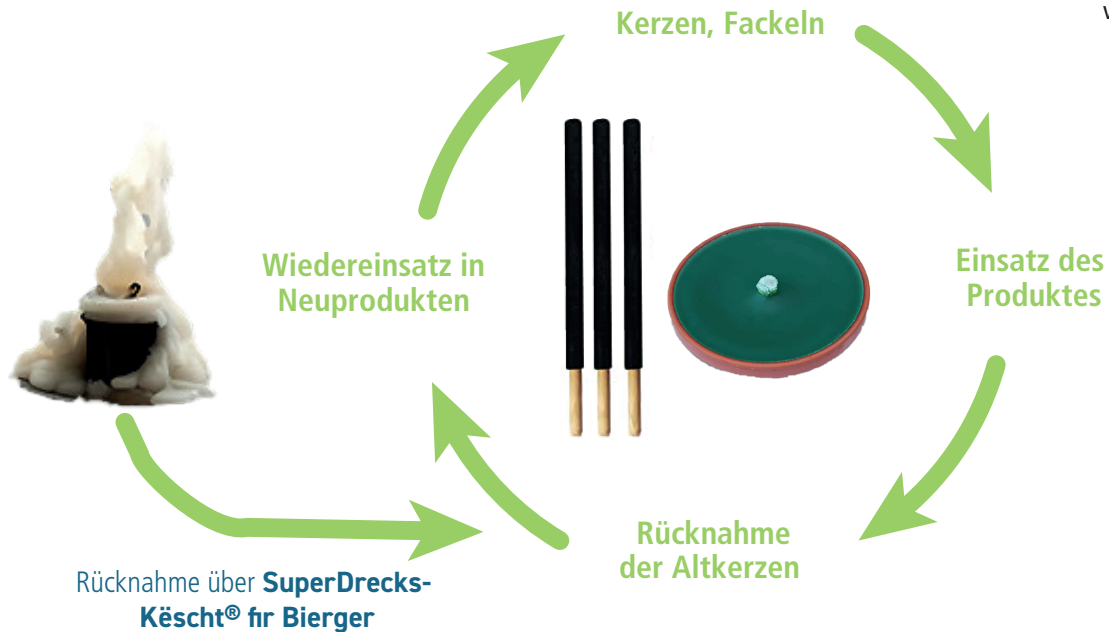 Kerzen, Fackeln
Wiedereinsatz in
Neuprodukten
Einsatz des
Produktes
Rücknahme
der Altkerzen
Rücknahme über SuperDrecks-
Këscht® fir Bierger